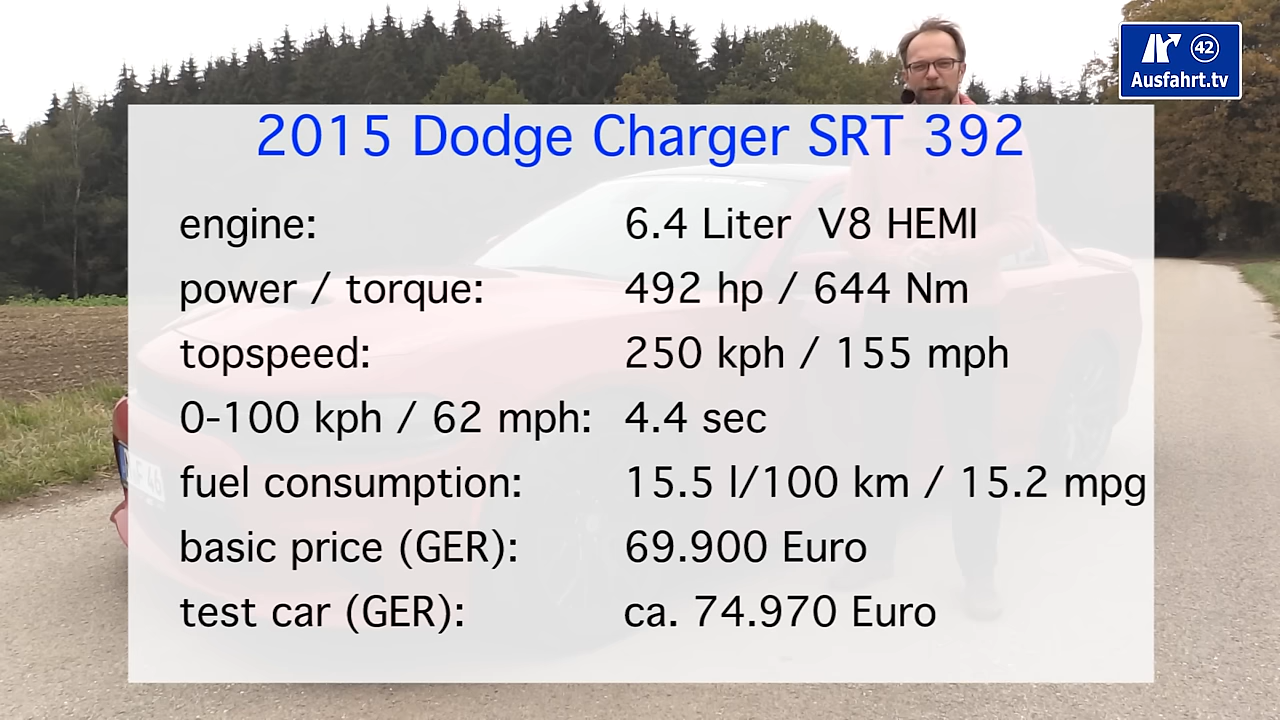 42
Ausfahrt.tv
2015 Dodge Charger SRT 392
engine: 6.4 Liter V8 HEMI
power / torque: 492 hp / 644 Nm
topspeed: 250 kph / 155 mph
0-100 kph / 62 mph: 4.4 sec
fuel consumption: 15.5 l/100 km / 15.2 mpg
basic price (GER): 69.900 Euro
test car (GER): ca. 74.970 Euro